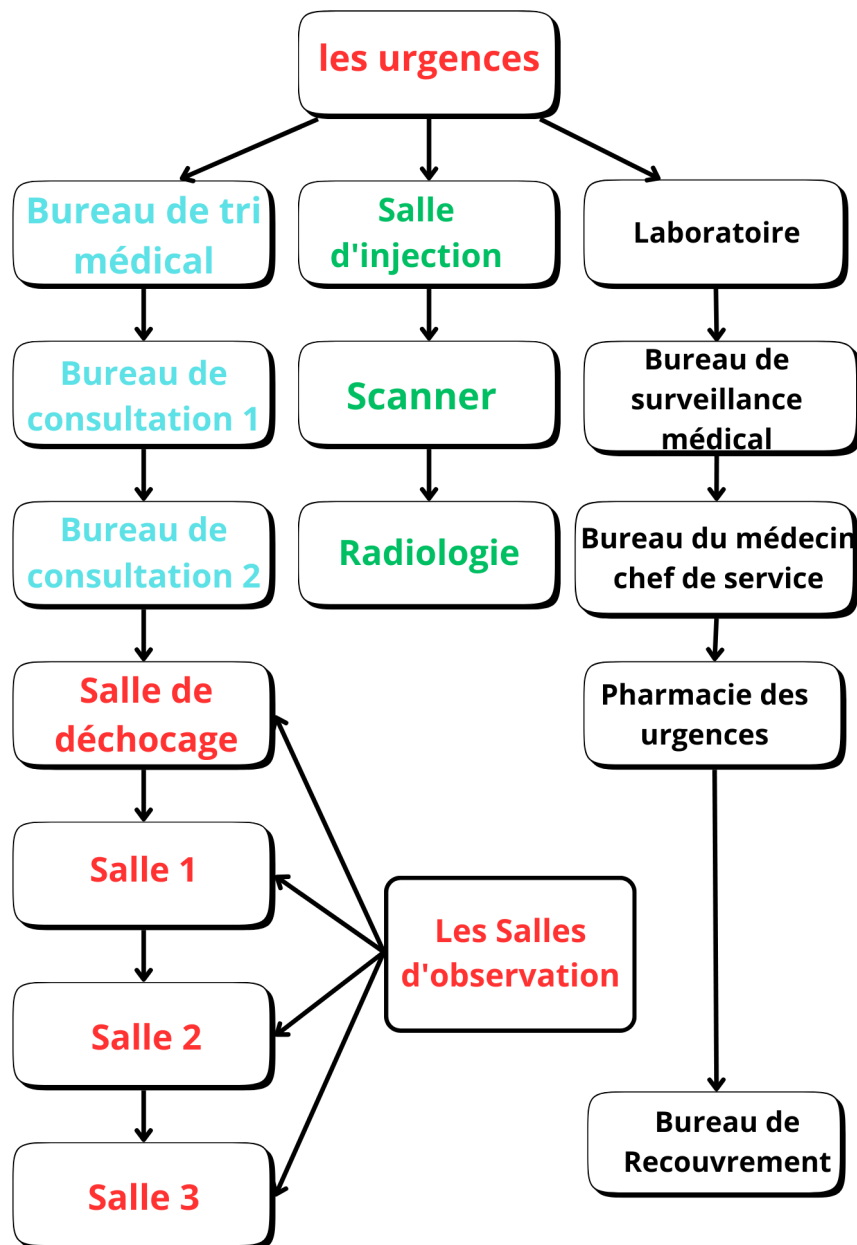 les urgences
Bureau de tri
médical
Salle
d'injection
Laboratoire
Bureau de
consultation 1
Scanner
Bureau de
surveillance
médical
Bureau de
consultation 2
Radiologie
Bureau du médecin
chef de service
Salle de
déchocage
Pharmacie des
urgences
Salle 1
Les Salles
d'observation
Salle 2
Bureau de
Recouvrement
Salle 3